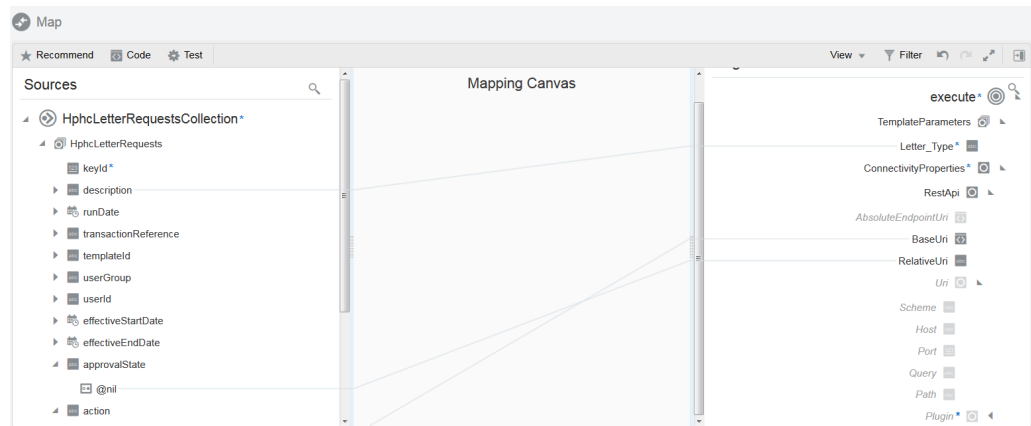 Map
Recommend Code Test View Filter
Sources
Mapping Canvas
HphcLetterRequestsCollection*
HphcLetterRequests
keyId*
description
runDate
transactionReference
templateId
userGroup
userId
effectiveStartDate
effectiveEndDate
approvalState
@nil
action
execute*
TemplateParameters
Letter_Type*
ConnectivityProperties*
RestApi
AbsoluteEndpointUri
BaseUri
RelativeUri
Uri
Scheme
Host
Port
Query
Path
Plugin*